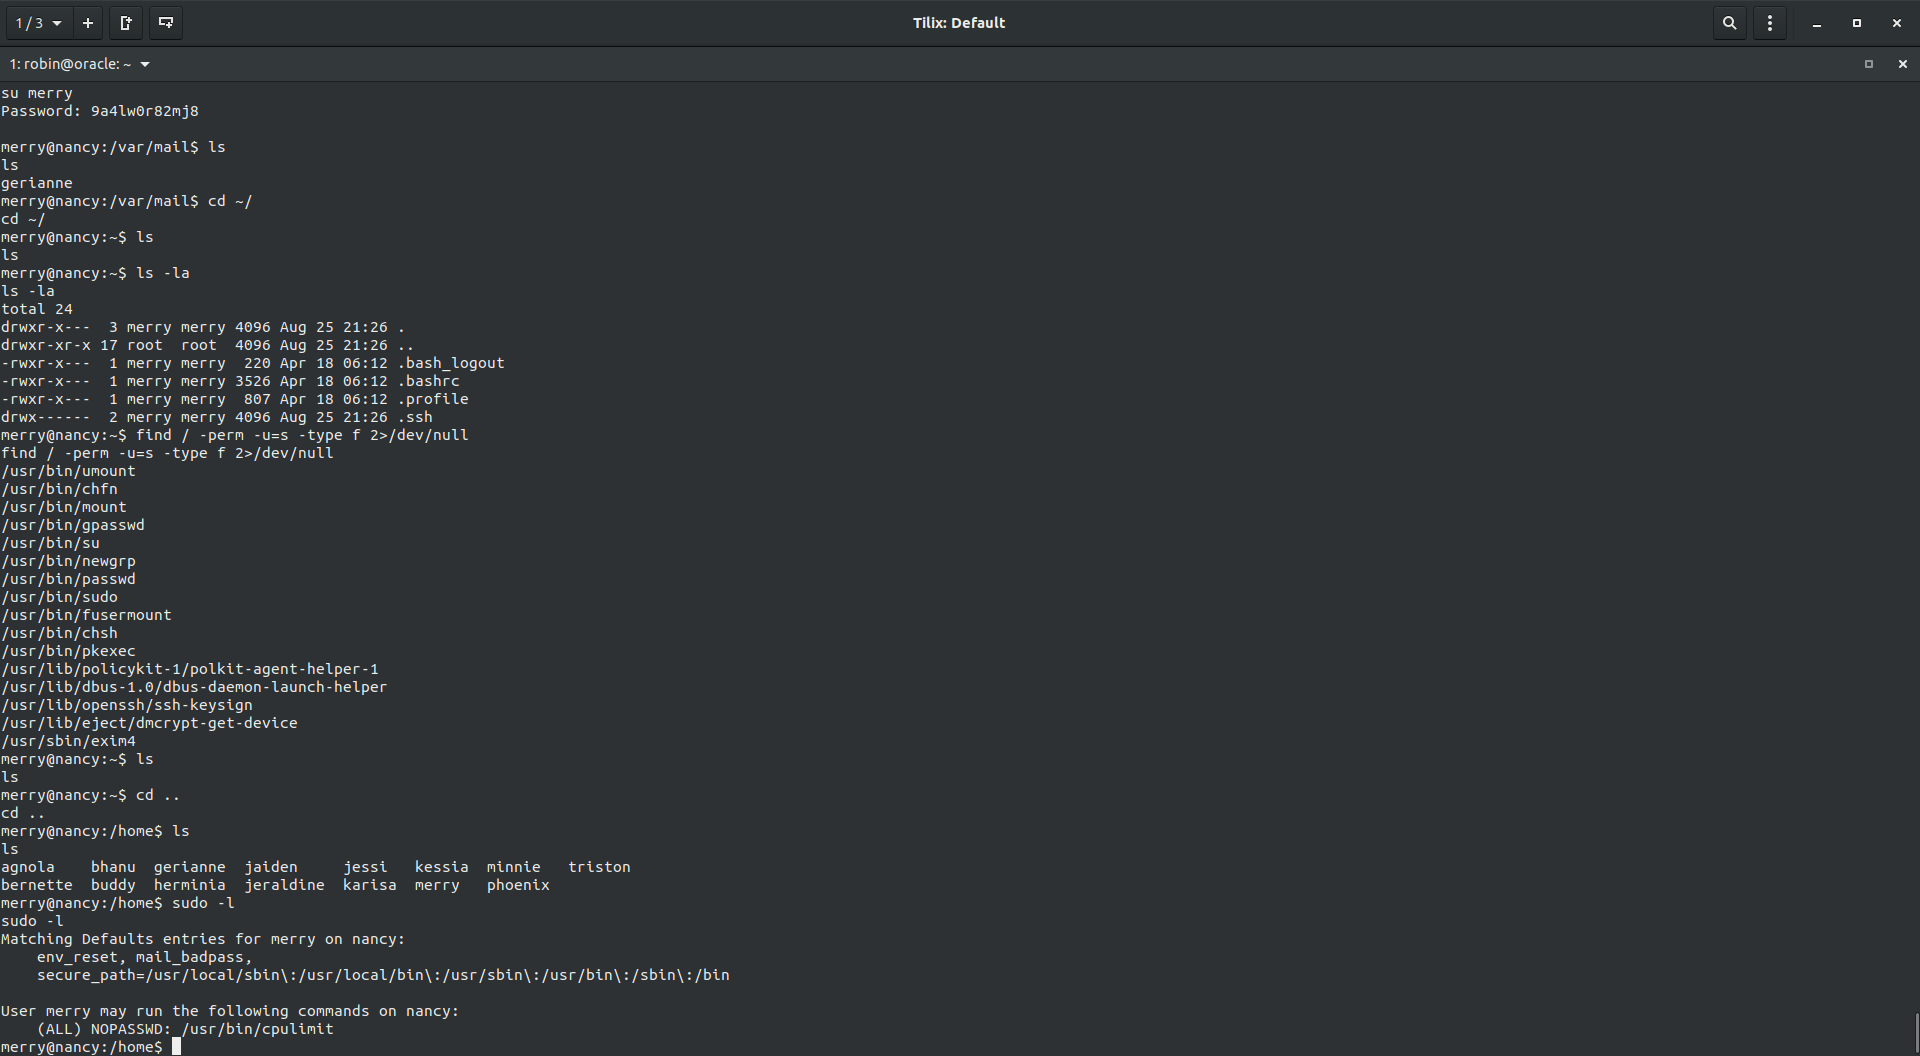 1 / 3
Tilix: Default
1: robin@oracle: ~
su merry
Password: 9a4lw0r82mj8
merry@nancy:/var/mail$ ls
ls
gerianne
merry@nancy:/var/mail$ cd ~/
cd ~/
merry@nancy:~$ ls
ls
merry@nancy:~$ ls -la
ls -la
total 24
drwxr-x---  3 merry merry 4096 Aug 25 21:26 .
drwxr-xr-x 17 root  root  4096 Aug 25 21:26 ..
-rwxr-x---  1 merry merry  220 Apr 18 06:12 .bash_logout
-rwxr-x---  1 merry merry 3526 Apr 18 06:12 .bashrc
-rwxr-x---  1 merry merry  807 Apr 18 06:12 .profile
drwx------  2 merry merry 4096 Aug 25 21:26 .ssh
merry@nancy:~$ find / -perm -u=s -type f 2>/dev/null
find / -perm -u=s -type f 2>/dev/null
/usr/bin/umount
/usr/bin/chfn
/usr/bin/mount
/usr/bin/gpasswd
/usr/bin/su
/usr/bin/newgrp
/usr/bin/passwd
/usr/bin/sudo
/usr/bin/fusermount
/usr/bin/chsh
/usr/bin/pkexec
/usr/lib/policykit-1/polkit-agent-helper-1
/usr/lib/dbus-1.0/dbus-daemon-launch-helper
/usr/lib/openssh/ssh-keysign
/usr/lib/eject/dmcrypt-get-device
/usr/sbin/exim4
merry@nancy:~$ ls
ls
merry@nancy:~$ cd ..
cd ..
merry@nancy:/home$ ls
ls
agnola    bhanu  gerianne  jaiden     jessi   kessia  minnie   triston
bernette  buddy  herminia  jeraldine  karisa  merry   phoenix
merry@nancy:/home$ sudo -l
sudo -l
Matching Defaults entries for merry on nancy:
    env_reset, mail_badpass,
    secure_path=/usr/local/sbin\:/usr/local/bin\:/usr/sbin\:/usr/bin\:/sbin\:/bin
User merry may run the following commands on nancy:
    (ALL) NOPASSWD: /usr/bin/cpulimit
merry@nancy:/home$